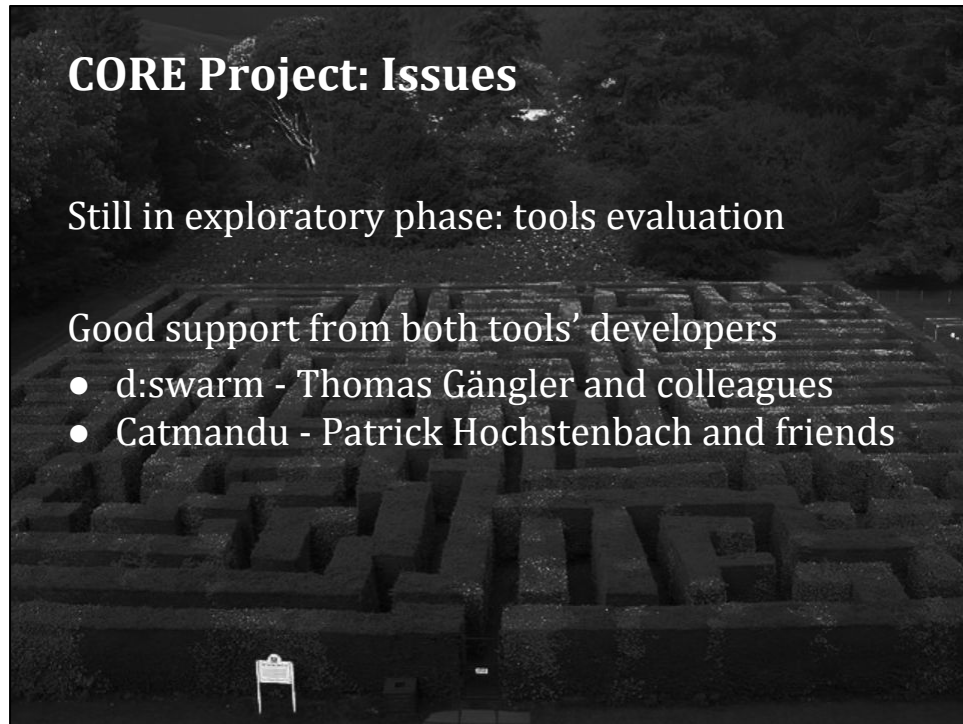 CORE Project: Issues
Still in exploratory phase: tools evaluation
Good support from both tools’ developers
● d:swarm - Thomas Gängler and colleagues
● Catmandu - Patrick Hochstenbach and friends